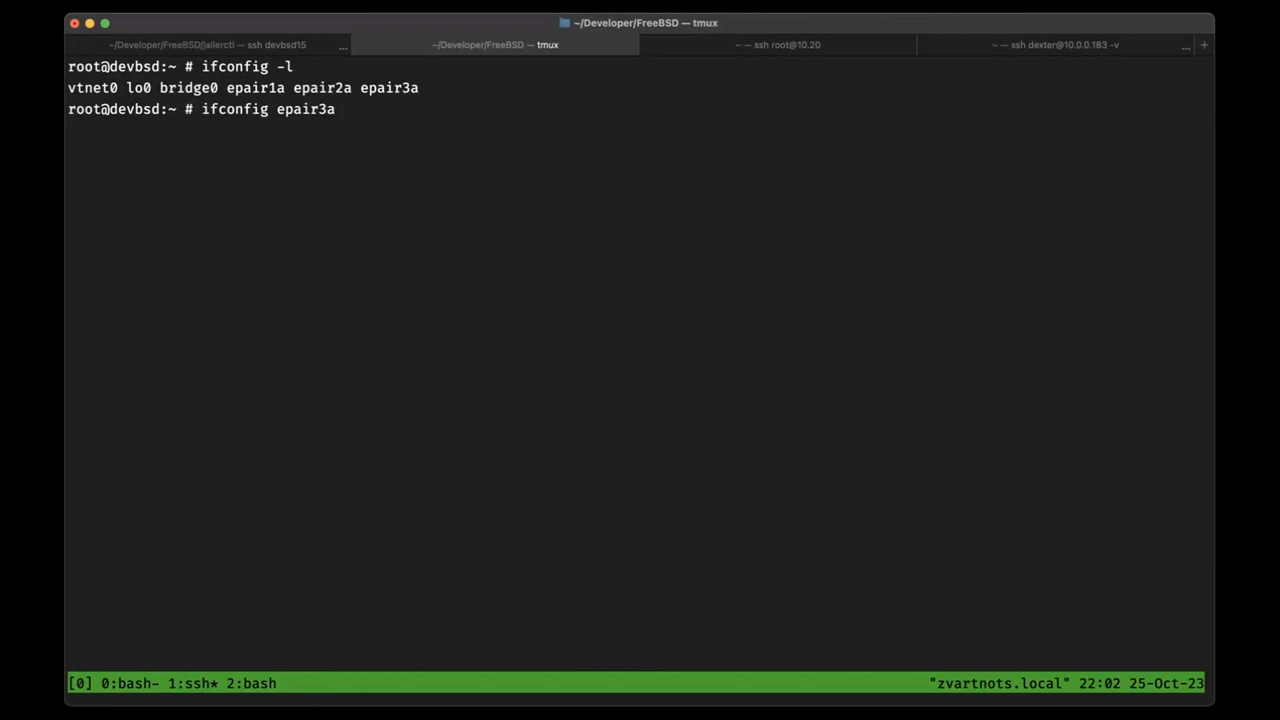 ~/Developer/FreeBSD — tmux
~/Developer/FreeBSD/jailerctl — ssh devbsd15 ...
~/Developer/FreeBSD — tmux
~ — ssh root@10.20
~ — ssh dexter@10.0.0.183 -v ...
+
root@devbsd:~ # ifconfig -l
vtnet0 lo0 bridge0 epair1a epair2a epair3a
root@devbsd:~ # ifconfig epair3a
[0] 0:bash- 1:ssh* 2:bash "zvartnots.local" 22:02 25-Oct-23